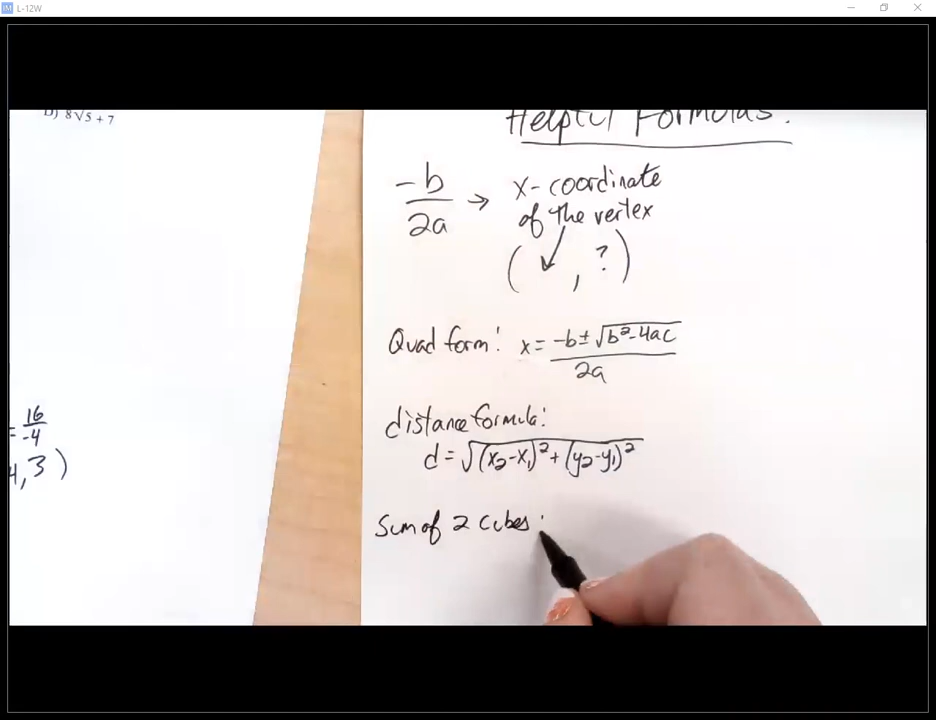 L-12W
D) 8√5 + 7
Helpful Formulas:
-b/2a → x-coordinate
of the vertex
( , ?)
Quad form: x = -b±√b²-4ac / 2a
distance formula:
d = √(x₂-x₁)² + (y₂-y₁)²
= 16/-4
4, 3 )
Sum of 2 cubes: